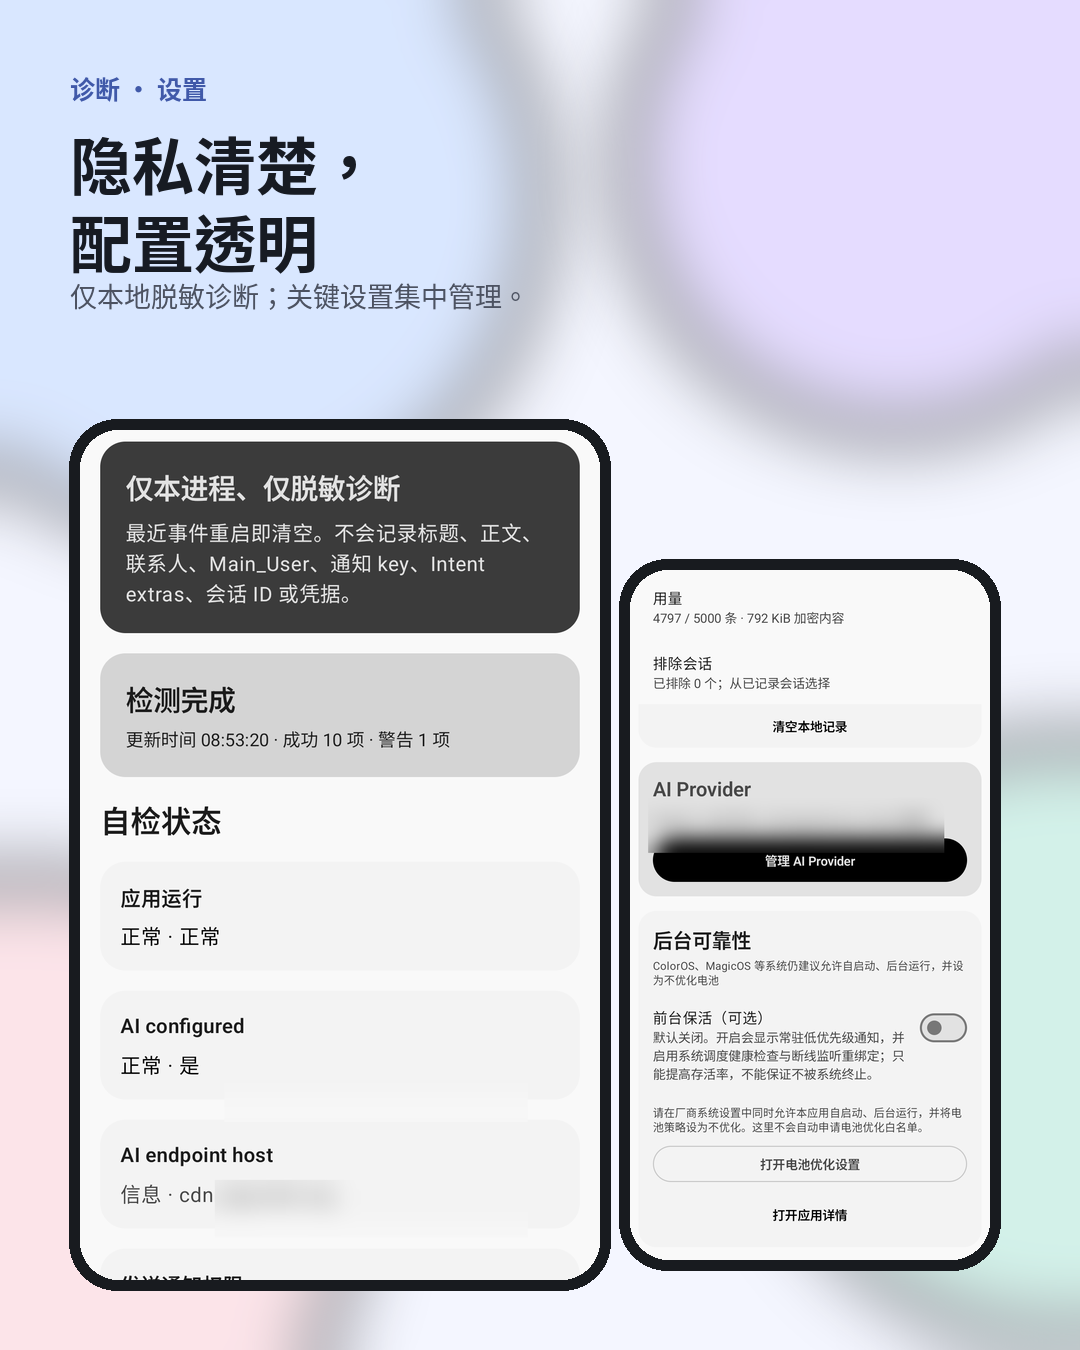 诊断 · 设置
隐私清楚，
配置透明
仅本地脱敏诊断；关键设置集中管理。
仅本进程、仅脱敏诊断
最近事件重启即清空。不会记录标题、正文、
联系人、Main_User、通知 key、Intent
extras、会话 ID 或凭据。
检测完成
更新时间 08:53:20 · 成功 10 项 · 警告 1 项
自检状态
应用运行
正常 · 正常
AI configured
正常 · 是
AI endpoint host
信息 · cdn
发送通知权限
用量
4797 / 5000 条 · 792 KiB 加密内容
排除会话
已排除 0 个；从已记录会话选择
清空本地记录
AI Provider
管理 AI Provider
后台可靠性
ColorOS、MagicOS 等系统仍建议允许自启动、后台运行，并设
为不优化电池
前台保活（可选）
默认关闭。开启会显示常驻低优先级通知，并
启用系统调度健康检查与断线监听重绑定；只
能提高存活率，不能保证不被系统终止。
请在厂商系统设置中同时允许本应用自启动、后台运行，并将电
池策略设为不优化。这里不会自动申请电池优化白名单。
打开电池优化设置
打开应用详情